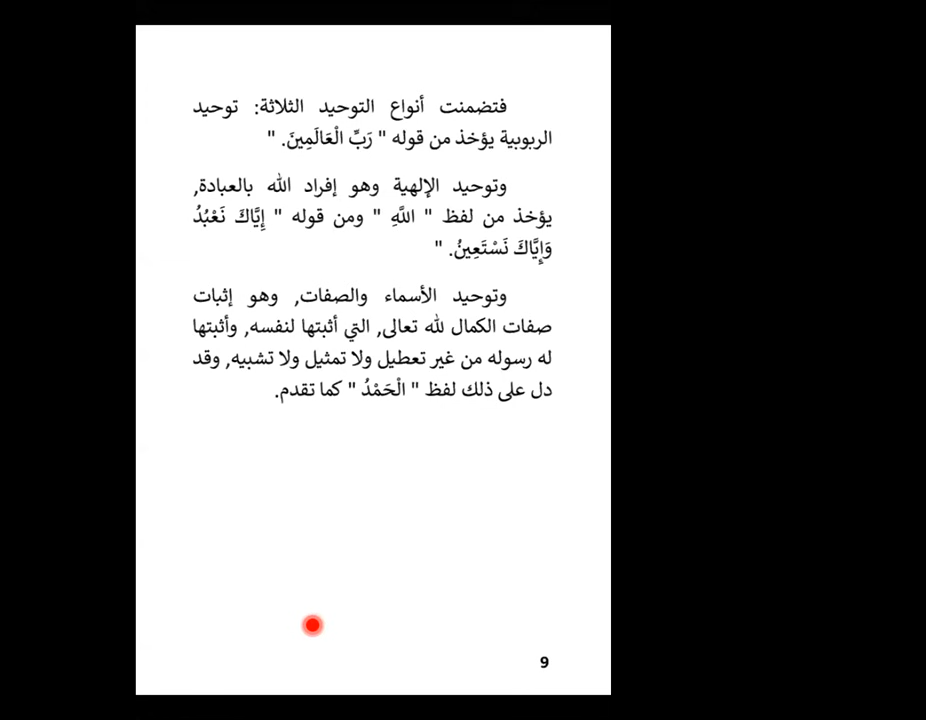 فتضمنت أنواع التوحيد الثلاثة: توحيد
الربوبية يؤخذ من قوله " رَبِّ الْعَالَمِينَ. "
وتوحيد الإلهية وهو إفراد الله بالعبادة,
يؤخذ من لفظ " اللَّهِ " ومن قوله " إِيَّاكَ نَعْبُدُ
وَإِيَّاكَ نَسْتَعِينُ. "
وتوحيد الأسماء والصفات, وهو إثبات
صفات الكمال لله تعالى, التي أثبتها لنفسه, وأثبتها
له رسوله من غير تعطيل ولا تمثيل ولا تشبيه, وقد
دل على ذلك لفظ " الْحَمْدُ " كما تقدم.
9